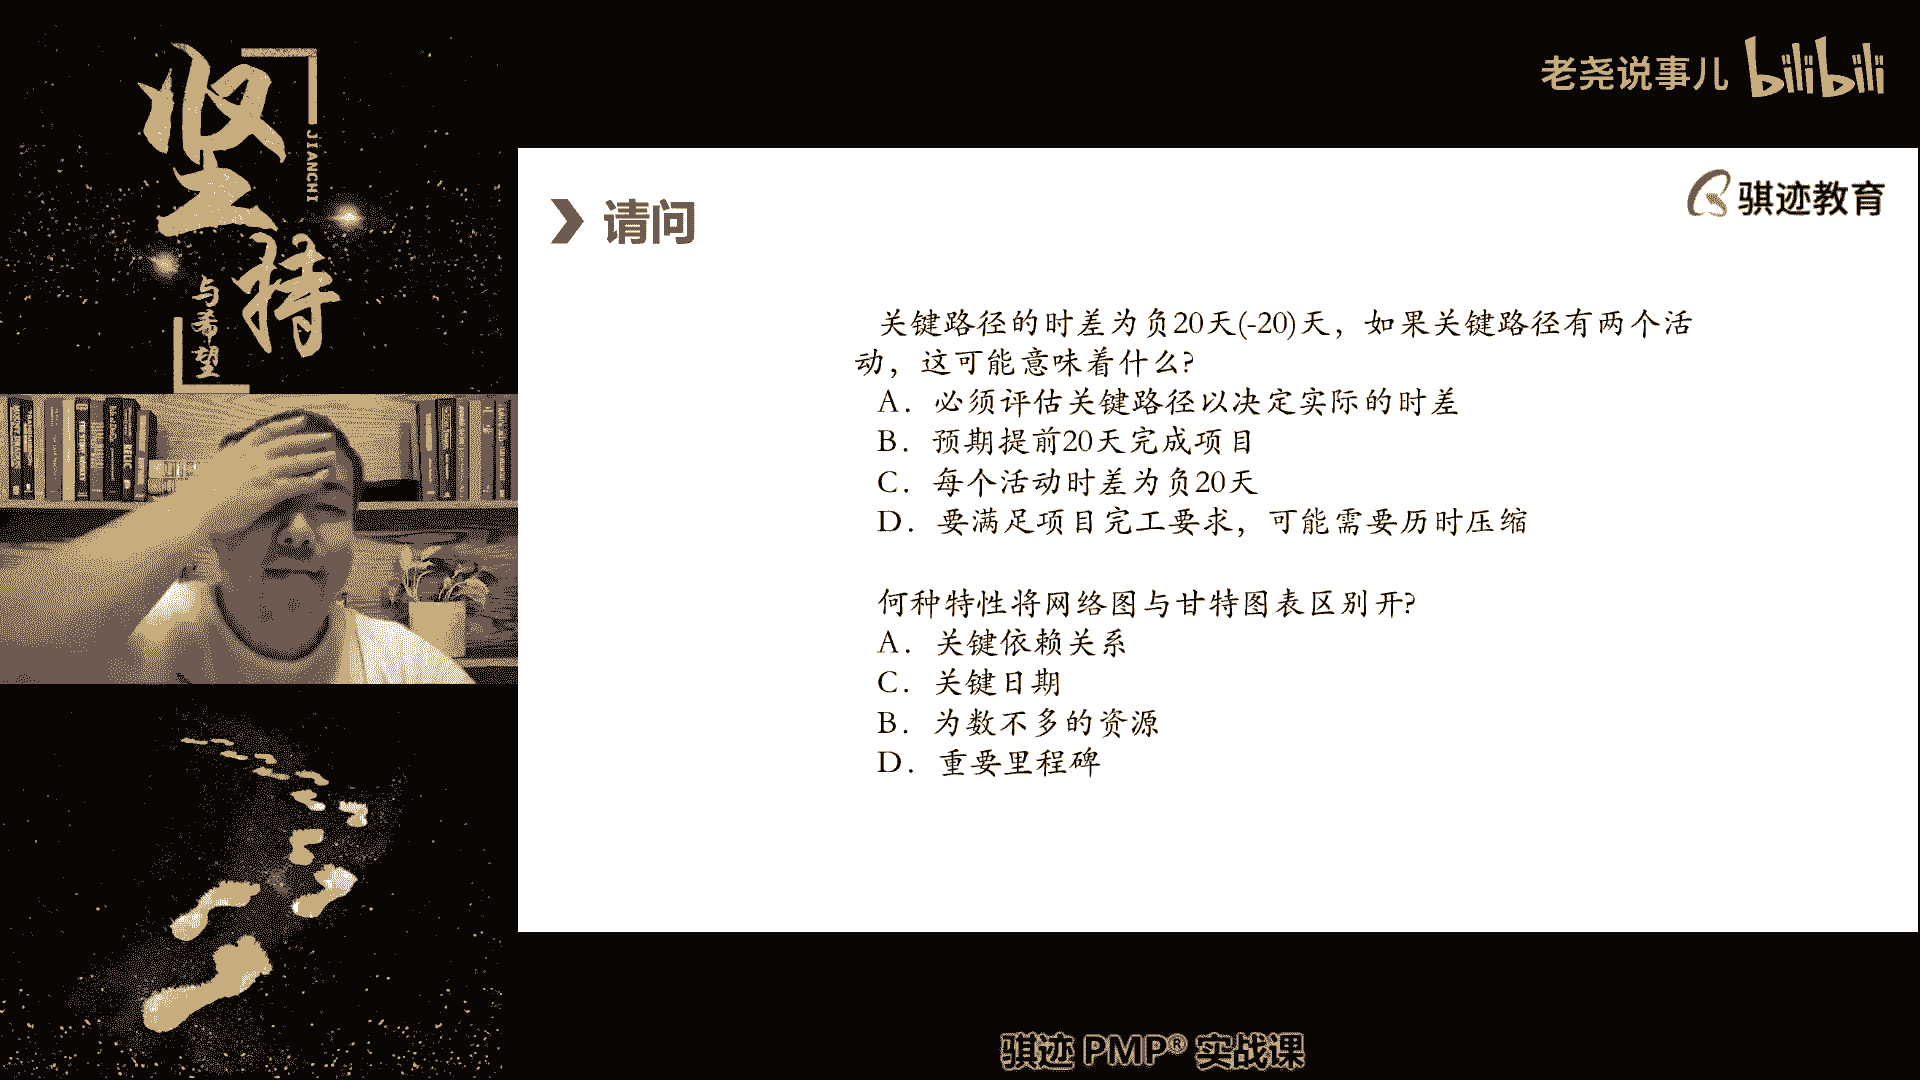 坚持
JIANCHI
与希望
老尧说事儿 bilibili
骐迹教育
请问
关键路径的时差为负20天(-20)天，如果关键路径有两个活
动，这可能意味着什么?
A．必须评估关键路径以决定实际的时差
B．预期提前20天完成项目
C．每个活动时差为负20天
D．要满足项目完工要求，可能需要历时压缩
何种特性将网络图与甘特图表区别开?
A．关键依赖关系
C．关键日期
B．为数不多的资源
D．重要里程碑
骐迹 PMP® 实战课